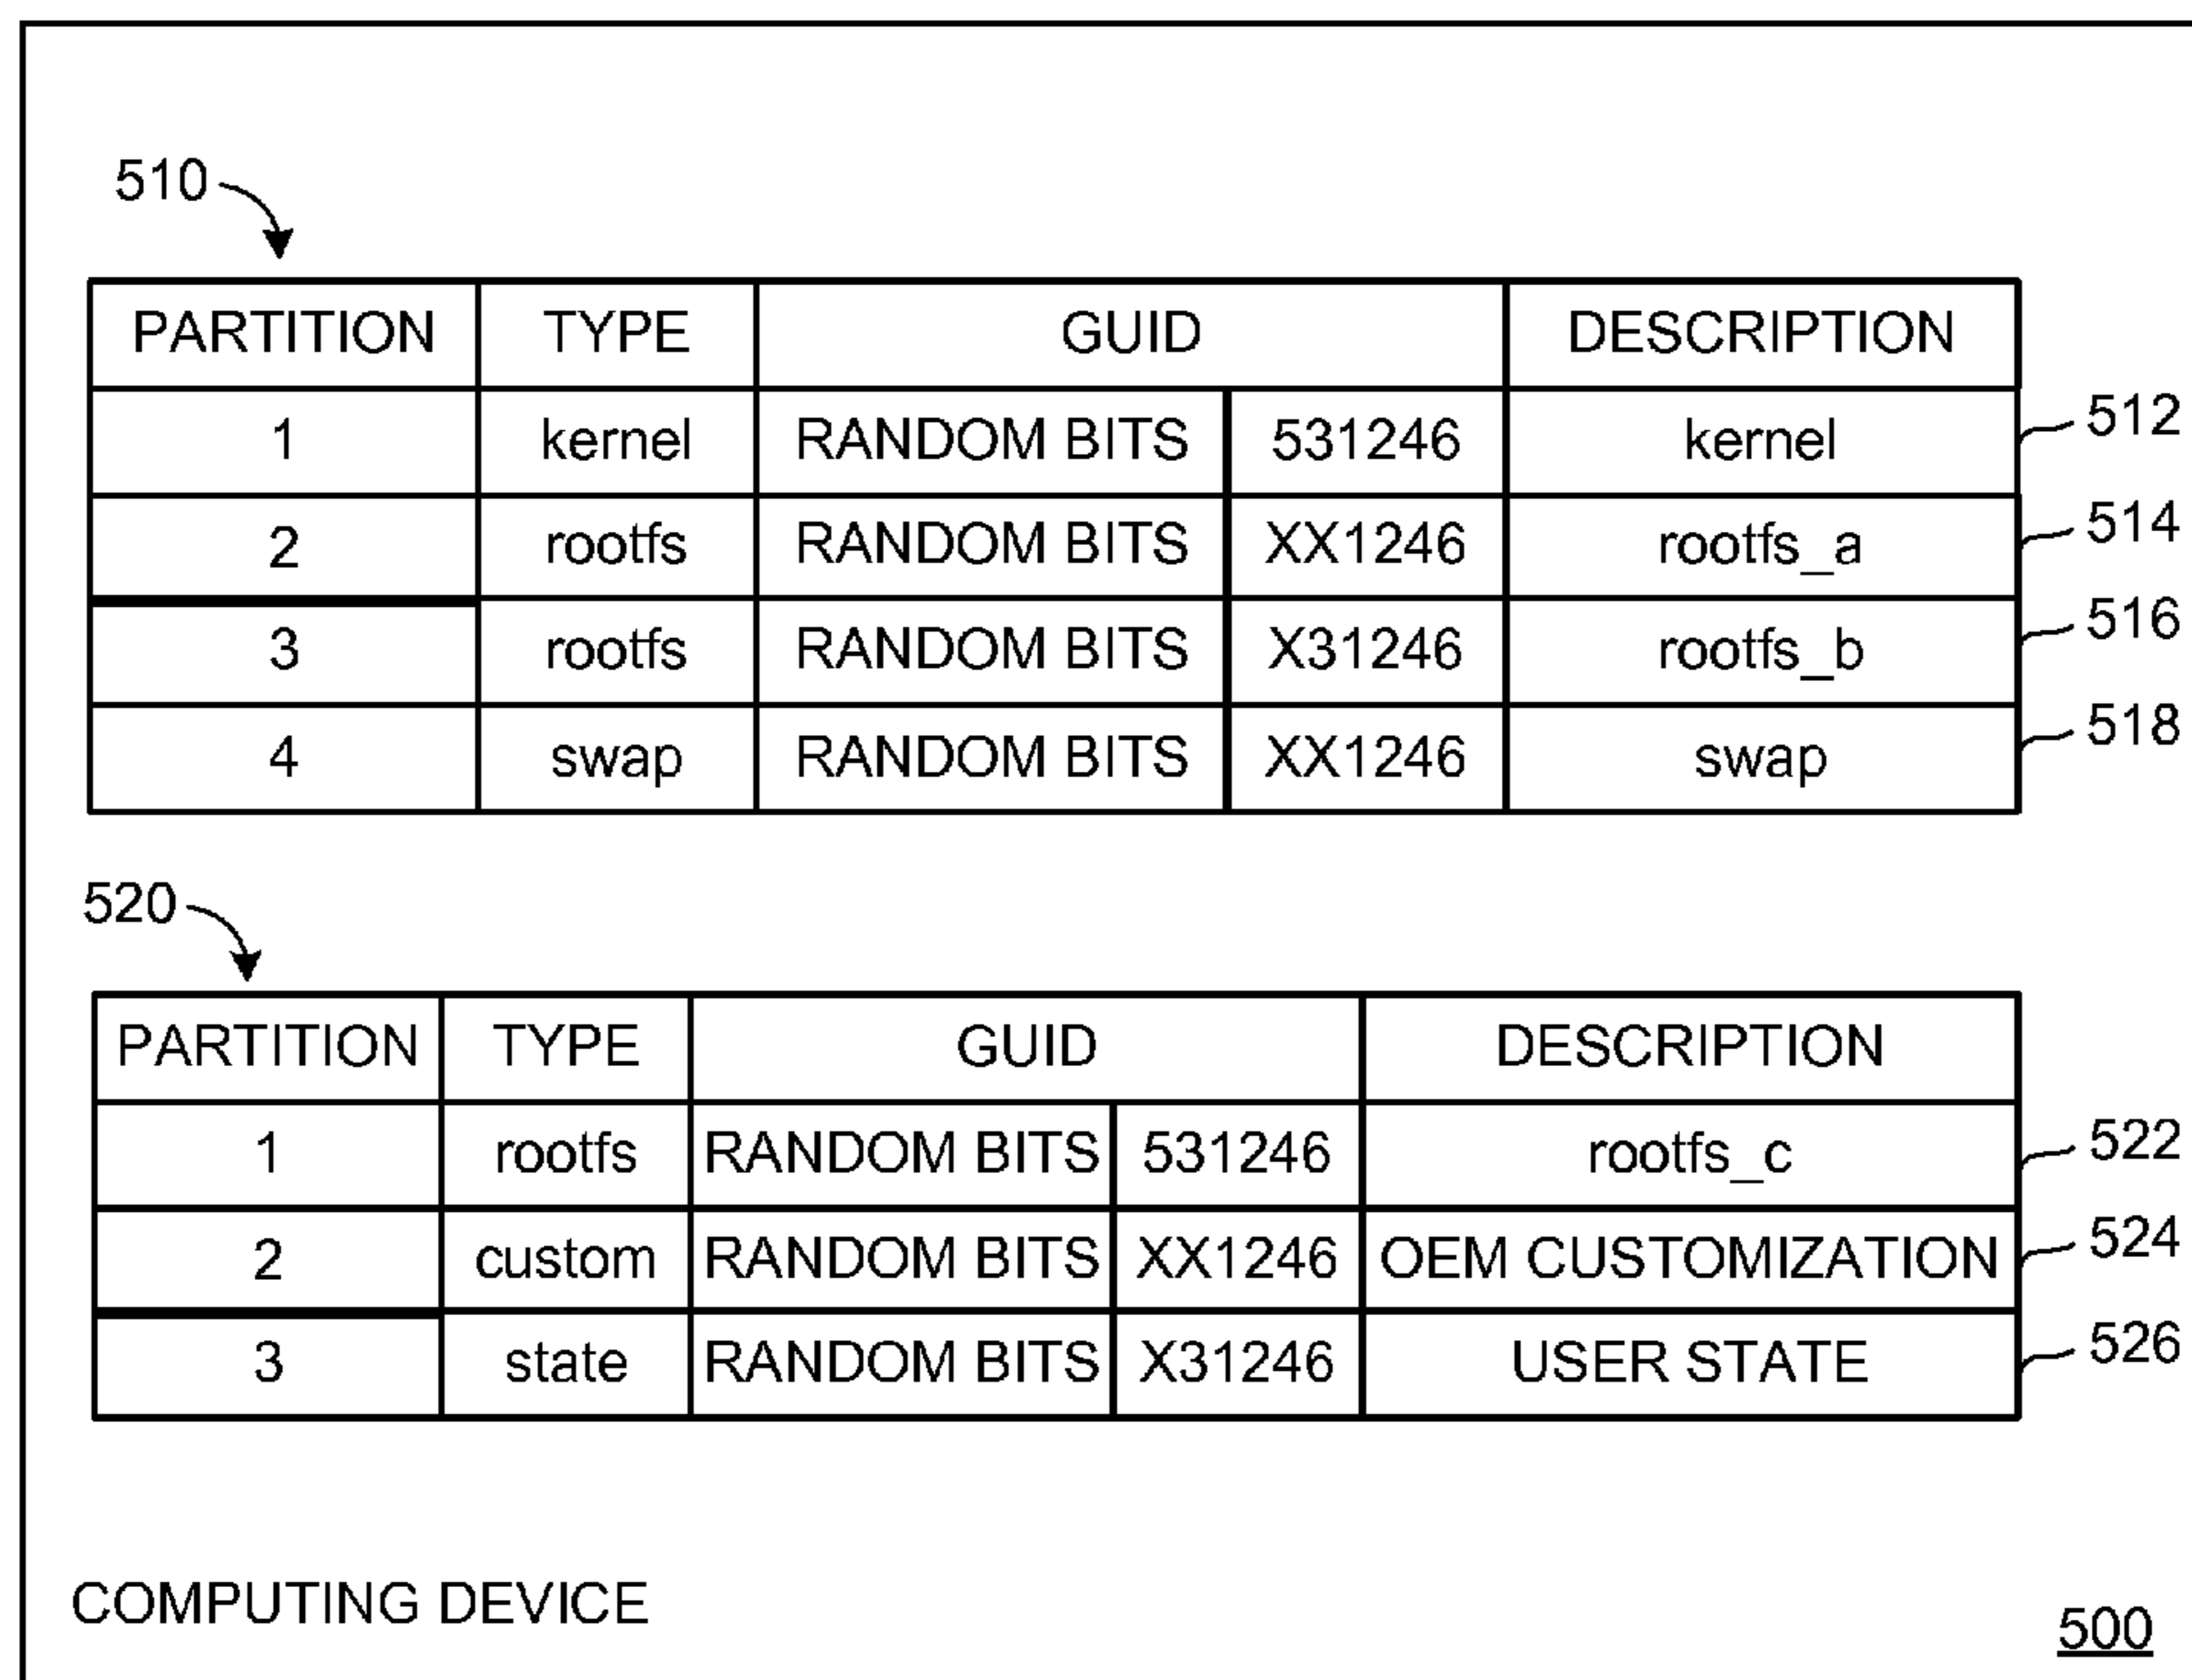 510
PARTITION TYPE GUID DESCRIPTION
1 kernel RANDOM BITS 531246 kernel 512
2 rootfs RANDOM BITS XX1246 rootfs_a 514
3 rootfs RANDOM BITS X31246 rootfs_b 516
4 swap RANDOM BITS XX1246 swap 518
520
PARTITION TYPE GUID DESCRIPTION
1 rootfs RANDOM BITS 531246 rootfs_c 522
2 custom RANDOM BITS XX1246 OEM CUSTOMIZATION 524
3 state RANDOM BITS X31246 USER STATE 526
COMPUTING DEVICE 500